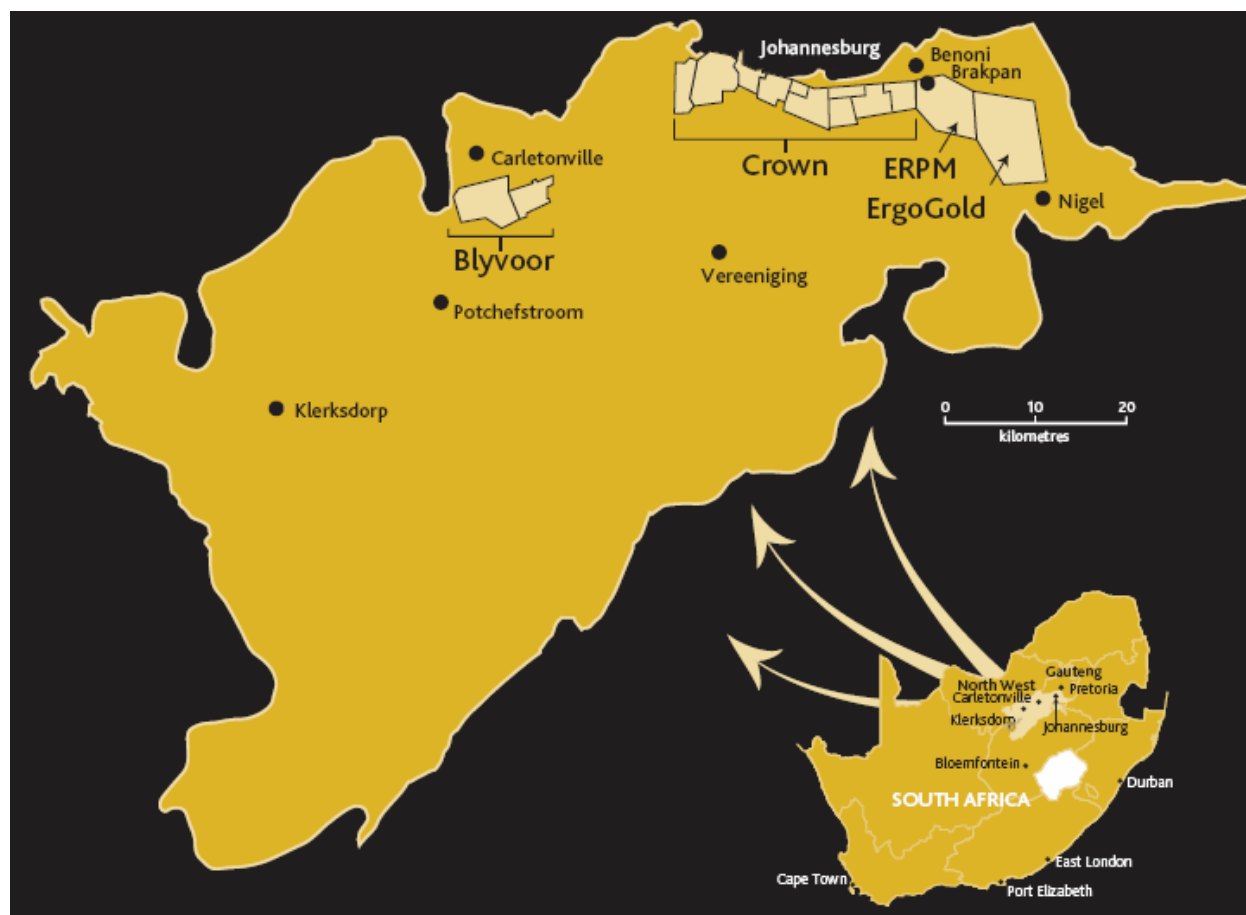 Johannesburg
Benoni
Brakpan
Carletonville
Crown
ERPM
ErgoGold
Nigel
Blyvoor
Vereeniging
Potchefstroom
Klerksdorp
0 10 20
kilometres
Gauteng
North West
Pretoria
Carletonville
Klerksdorp
Johannesburg
Bloemfontein
Durban
SOUTH AFRICA
East London
Cape Town
Port Elizabeth